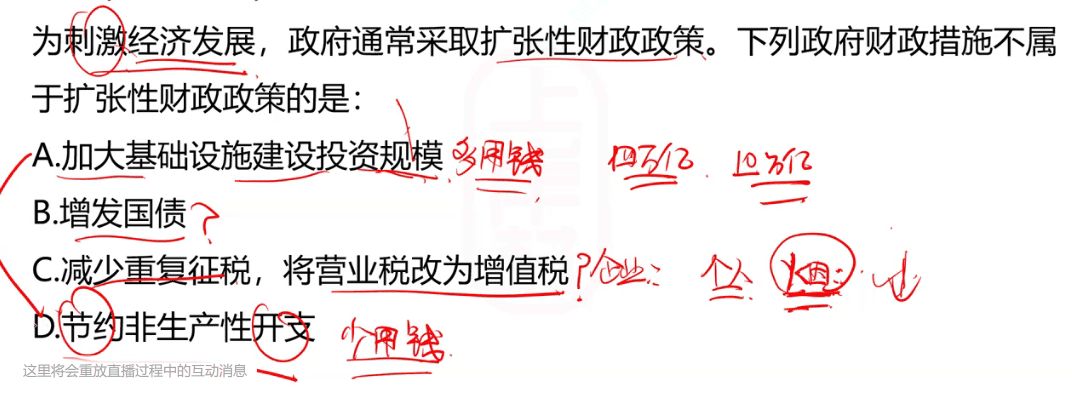 为刺激经济发展，政府通常采取扩张性财政政策。下列政府财政措施不属
于扩张性财政政策的是：
A.加大基础设施建设投资规模 多用钱 四万亿 10万亿
B.增发国债？
C.减少重复征税，将营业税改为增值税？企业： 个人
D.节约非生产性开支 少用钱
这里将会重放直播过程中的互动消息